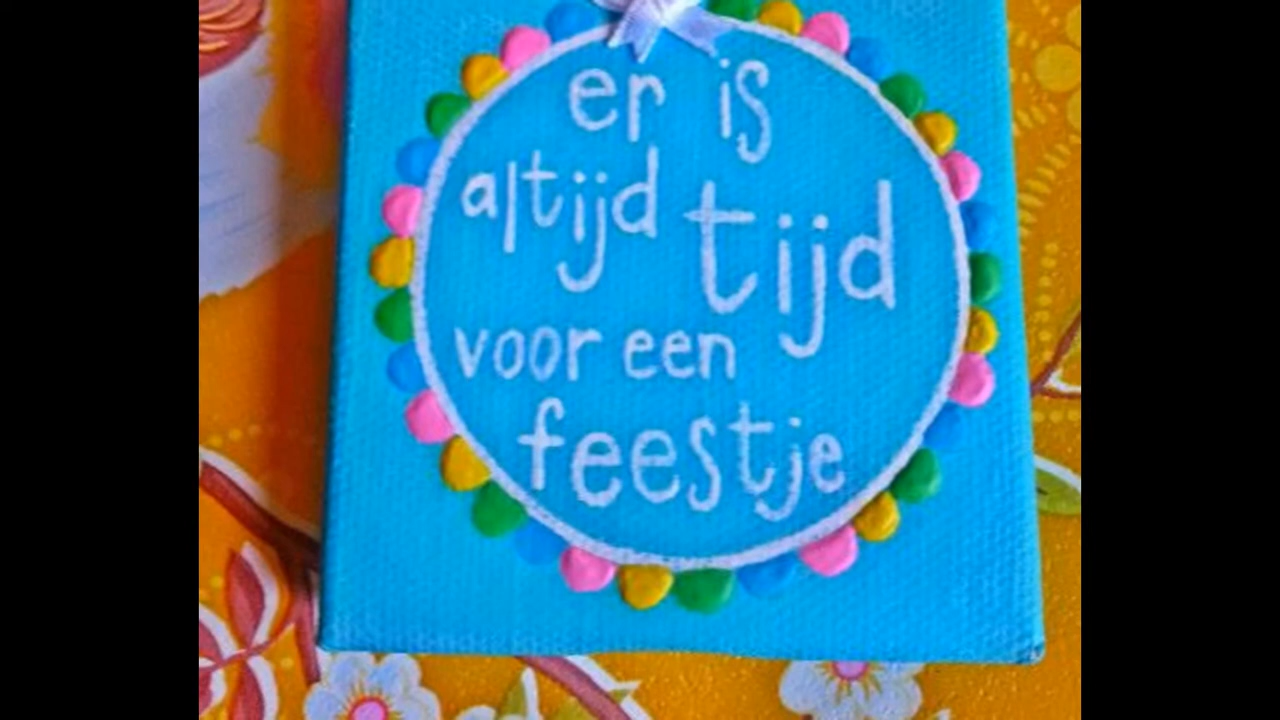 er is
altijd tijd
voor een
feestje